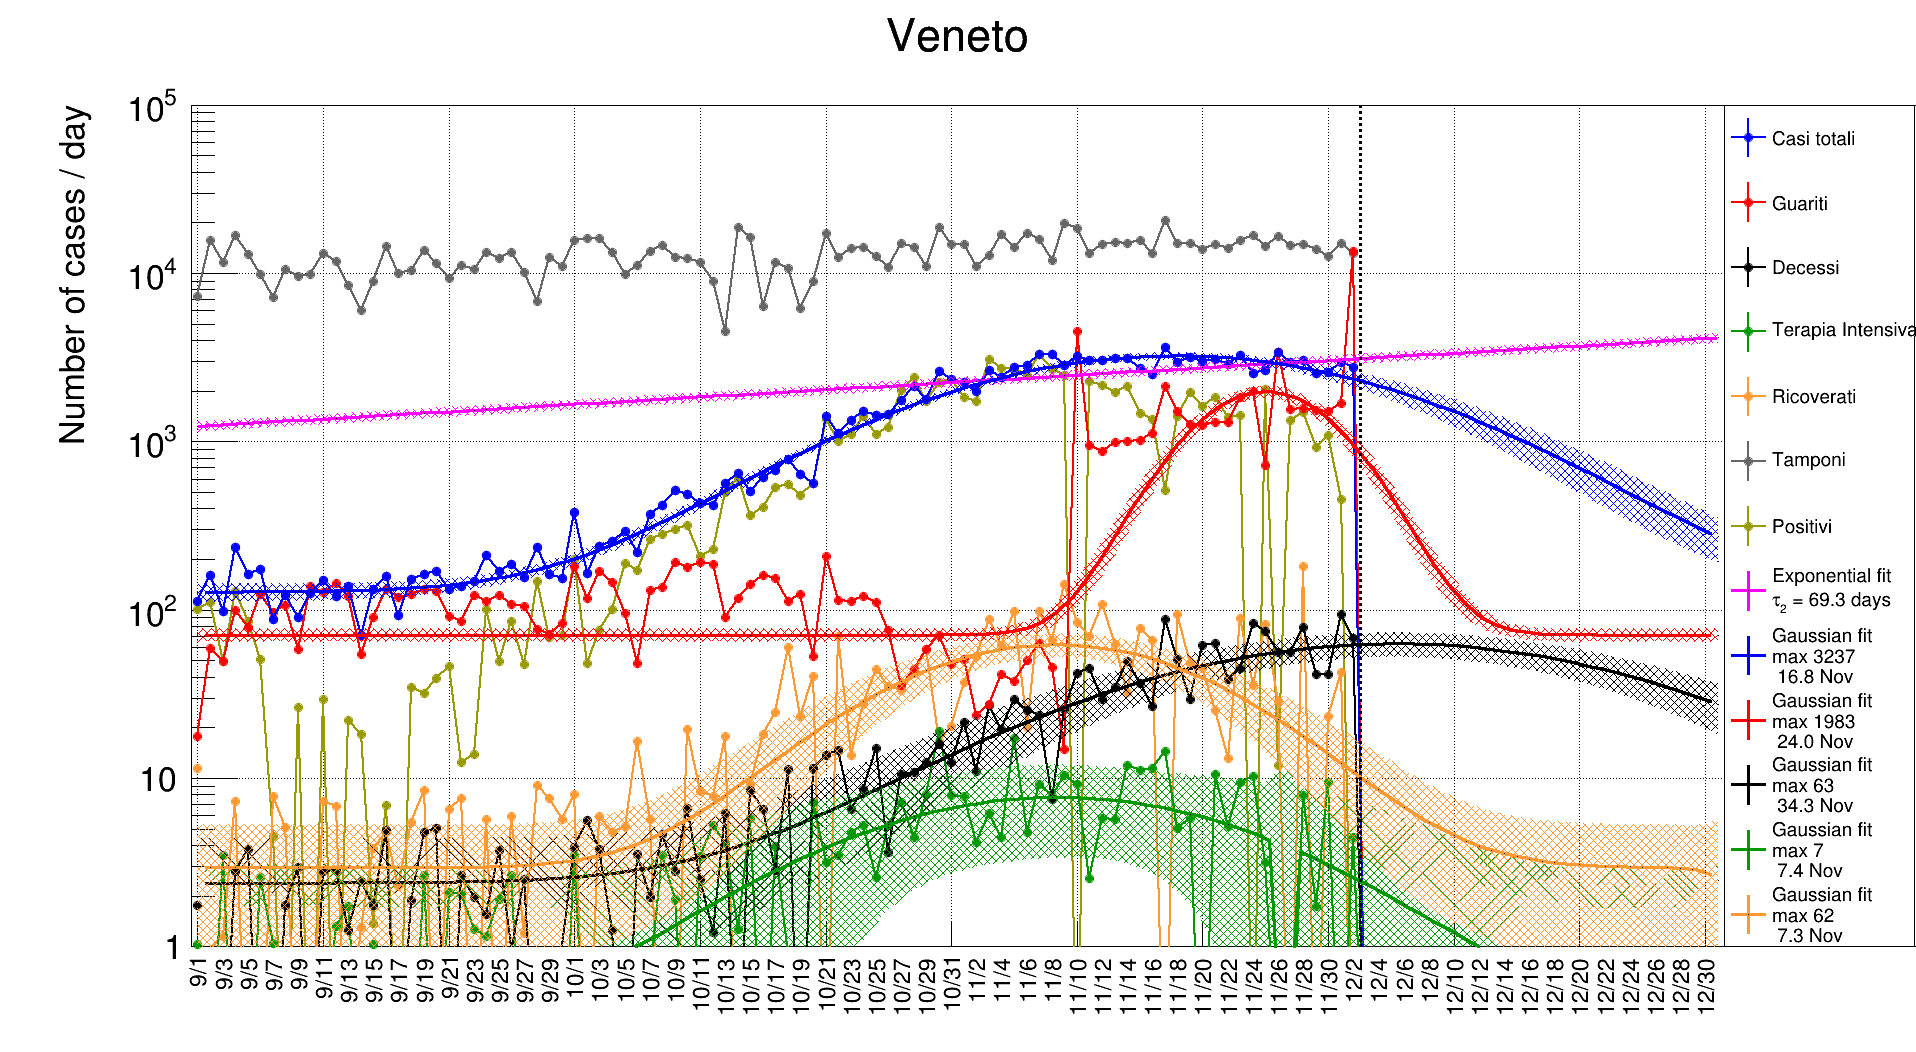 Veneto
Number of cases / day
10^5
10^4
10^3
10^2
10
1
9/1
9/3
9/5
9/7
9/9
9/11
9/13
9/15
9/17
9/19
9/21
9/23
9/25
9/27
9/29
10/1
10/3
10/5
10/7
10/9
10/11
10/13
10/15
10/17
10/19
10/21
10/23
10/25
10/27
10/29
10/31
11/2
11/4
11/6
11/8
11/10
11/12
11/14
11/16
11/18
11/20
11/22
11/24
11/26
11/28
11/30
12/2
12/4
12/6
12/8
12/10
12/12
12/14
12/16
12/18
12/20
12/22
12/24
12/26
12/28
12/30
Casi totali
Guariti
Decessi
Terapia Intensiva
Ricoverati
Tamponi
Positivi
Exponential fit
τ2 = 69.3 days
Gaussian fit
max 3237
16.8 Nov
Gaussian fit
max 1983
24.0 Nov
Gaussian fit
max 63
34.3 Nov
Gaussian fit
max 7
7.4 Nov
Gaussian fit
max 62
7.3 Nov